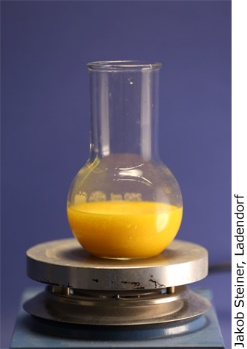 Jakob Steiner, Ladendorf